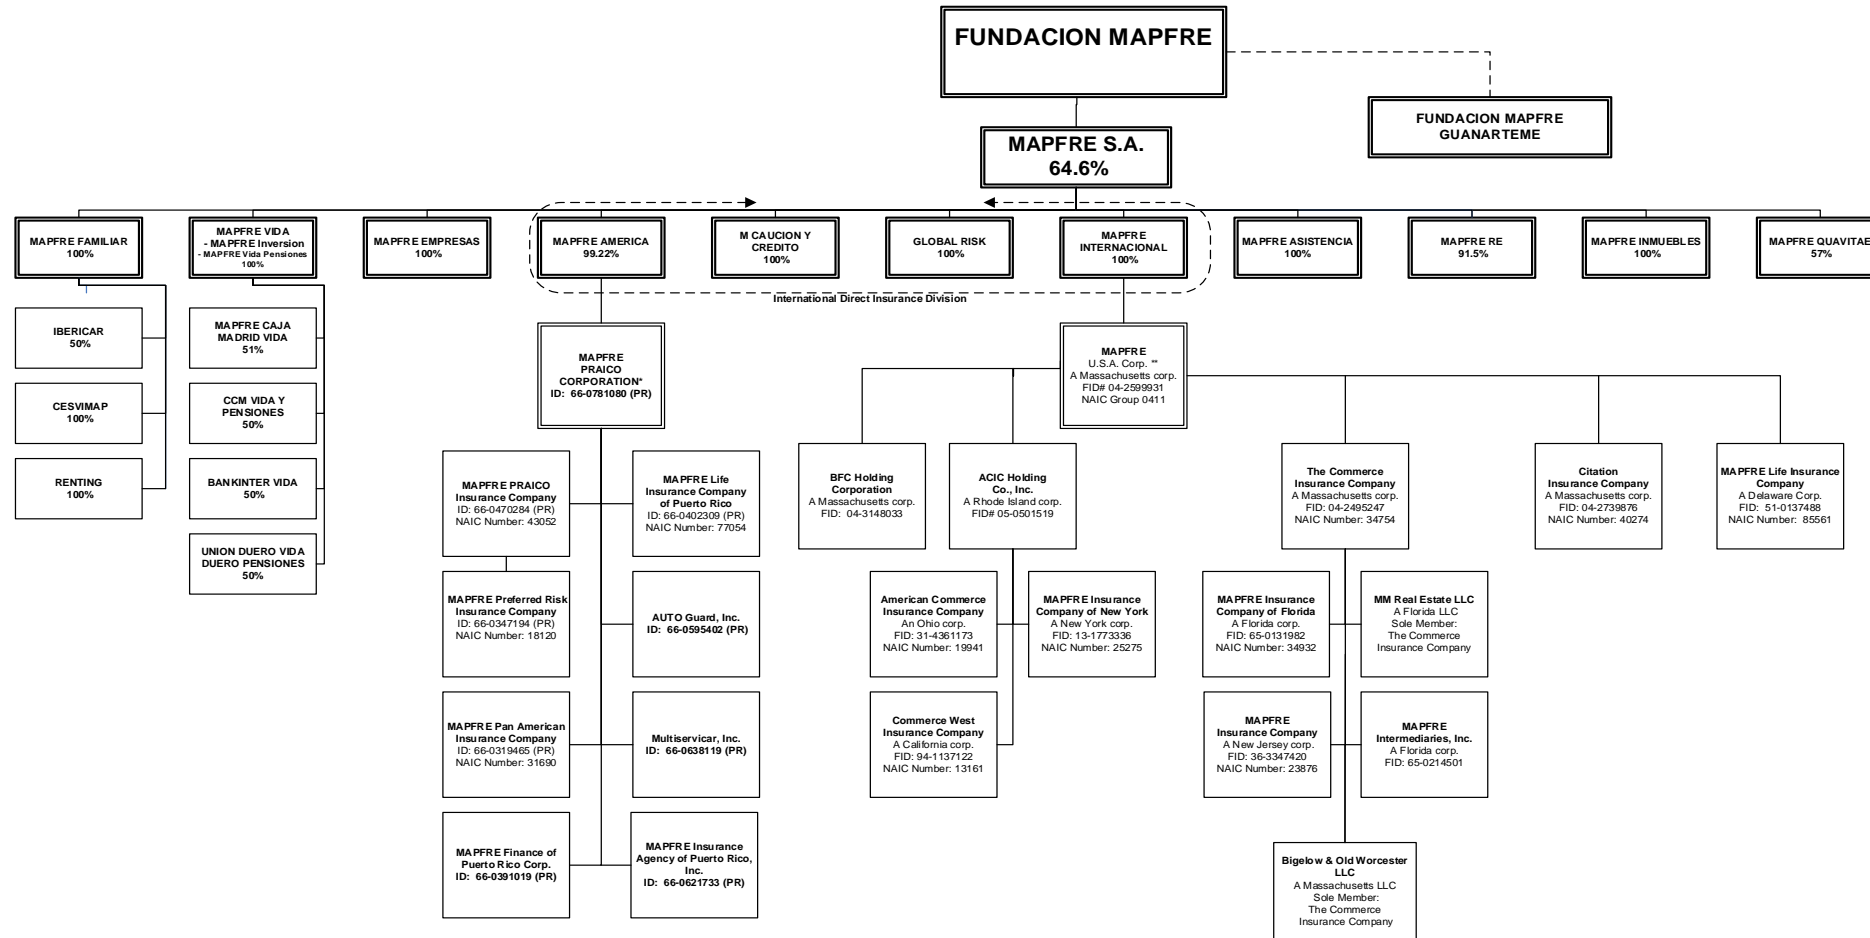 FUNDACION MAPFRE
FUNDACION MAPFRE
GUANARTEME
MAPFRE S.A.
64.6%
MAPFRE FAMILIAR
100%
MAPFRE VIDA
- MAPFRE Inversion
- MAPFRE Vida Pensiones
100%
MAPFRE EMPRESAS
100%
MAPFRE AMERICA
99.22%
M CAUCION Y
CREDITO
100%
GLOBAL RISK
100%
MAPFRE
INTERNACIONAL
100%
MAPFRE ASISTENCIA
100%
MAPFRE RE
91.5%
MAPFRE INMUEBLES
100%
MAPFRE QUAVITAE
57%
International Direct Insurance Division
IBERICAR
50%
CESVIMAP
100%
RENTING
100%
MAPFRE CAJA
MADRID VIDA
51%
CCM VIDA Y
PENSIONES
50%
BANKINTER VIDA
50%
UNION DUERO VIDA
DUERO PENSIONES
50%
MAPFRE
PRAICO
CORPORATION*
ID: 66-0781080 (PR)
MAPFRE PRAICO
Insurance Company
ID: 66-0470284 (PR)
NAIC Number: 43052
MAPFRE Life
Insurance Company
of Puerto Rico
ID: 66-0402309 (PR)
NAIC Number: 77054
MAPFRE Preferred Risk
Insurance Company
ID: 66-0347194 (PR)
NAIC Number: 18120
AUTO Guard, Inc.
ID: 66-0595402 (PR)
MAPFRE Pan American
Insurance Company
ID: 66-0319465 (PR)
NAIC Number: 31690
Multiservicar, Inc.
ID: 66-0638119 (PR)
MAPFRE Finance of
Puerto Rico Corp.
ID: 66-0391019 (PR)
MAPFRE Insurance
Agency of Puerto Rico,
Inc.
ID: 66-0621733 (PR)
MAPFRE
U.S.A. Corp. **
A Massachusetts corp.
FID# 04-2599931
NAIC Group 0411
BFC Holding
Corporation
A Massachusetts corp.
FID: 04-3148033
ACIC Holding
Co., Inc.
A Rhode Island corp.
FID# 05-0501519
The Commerce
Insurance Company
A Massachusetts corp.
FID: 04-2495247
NAIC Number: 34754
Citation
Insurance Company
A Massachusetts corp.
FID: 04-2739876
NAIC Number: 40274
MAPFRE Life Insurance
Company
A Delaware Corp.
FID: 51-0137488
NAIC Number: 85561
American Commerce
Insurance Company
An Ohio corp.
FID: 31-4361173
NAIC Number: 19941
MAPFRE Insurance
Company of New York
A New York corp.
FID: 13-1773336
NAIC Number: 25275
Commerce West
Insurance Company
A California corp.
FID: 94-1137122
NAIC Number: 13161
MAPFRE Insurance
Company of Florida
A Florida corp.
FID: 65-0131982
NAIC Number: 34932
MM Real Estate LLC
A Florida LLC
Sole Member:
The Commerce
Insurance Company
MAPFRE
Insurance Company
A New Jersey corp.
FID: 36-3347420
NAIC Number: 23876
MAPFRE
Intermediaries, Inc.
A Florida corp.
FID: 65-0214501
Bigelow & Old Worcester
LLC
A Massachusetts LLC
Sole Member:
The Commerce
Insurance Company